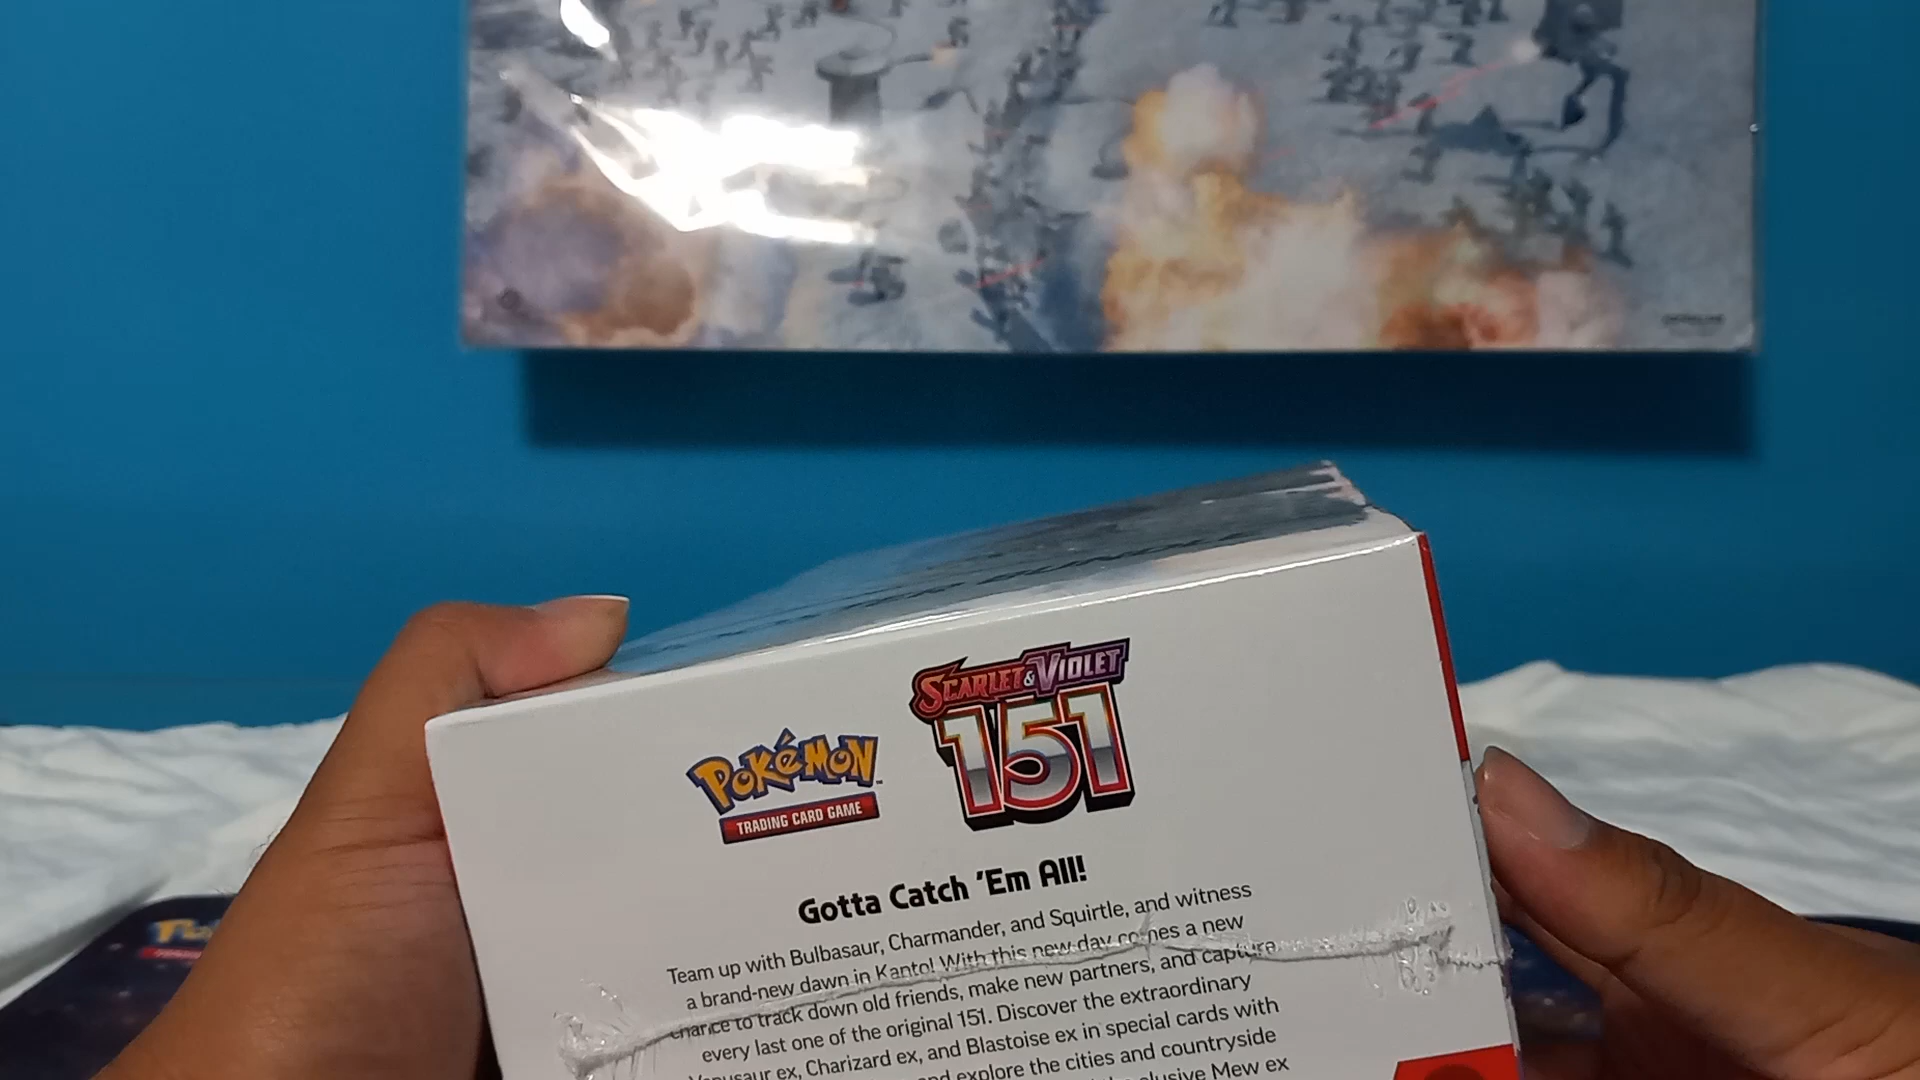 SCARLET & VIOLET
151
POKéMON
TRADING CARD GAME
Gotta Catch 'Em All!
Team up with Bulbasaur, Charmander, and Squirtle, and witness
a brand-new dawn in Kanto! With this new day comes a new
chance to track down old friends, make new partners, and capture
every last one of the original 151. Discover the extraordinary
Venusaur ex, Charizard ex, and Blastoise ex in special cards with
and explore the cities and countryside
Mew ex